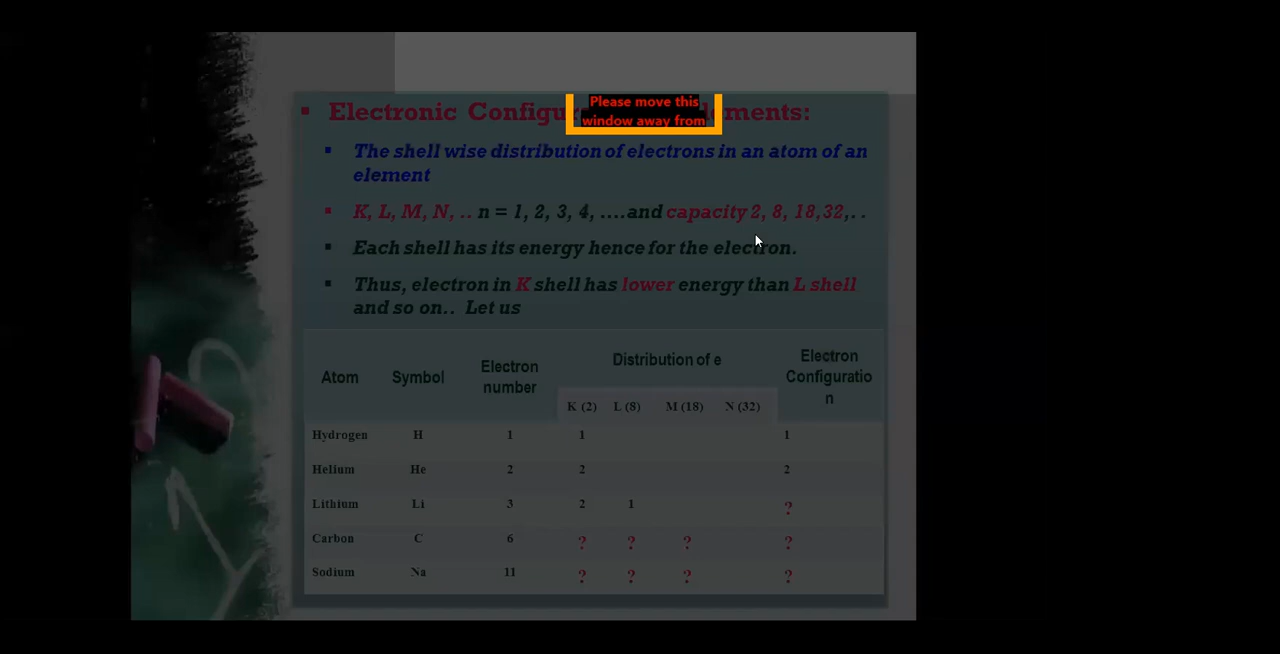 Please move this
window away from
Electronic Configu ements:
The shell wise distribution of electrons in an atom of an
element
K, L, M, N, .. n = 1, 2, 3, 4, ....and capacity 2, 8, 18,32,. .
Each shell has its energy hence for the electron.
Thus, electron in K shell has lower energy than L shell
and so on.. Let us
Atom Symbol Electron number Distribution of e Electron Configuratio n
K (2) L (8) M (18) N (32)
Hydrogen H 1 1 1
Helium He 2 2 2
Lithium Li 3 2 1 ?
Carbon C 6 ? ? ? ?
Sodium Na 11 ? ? ? ?